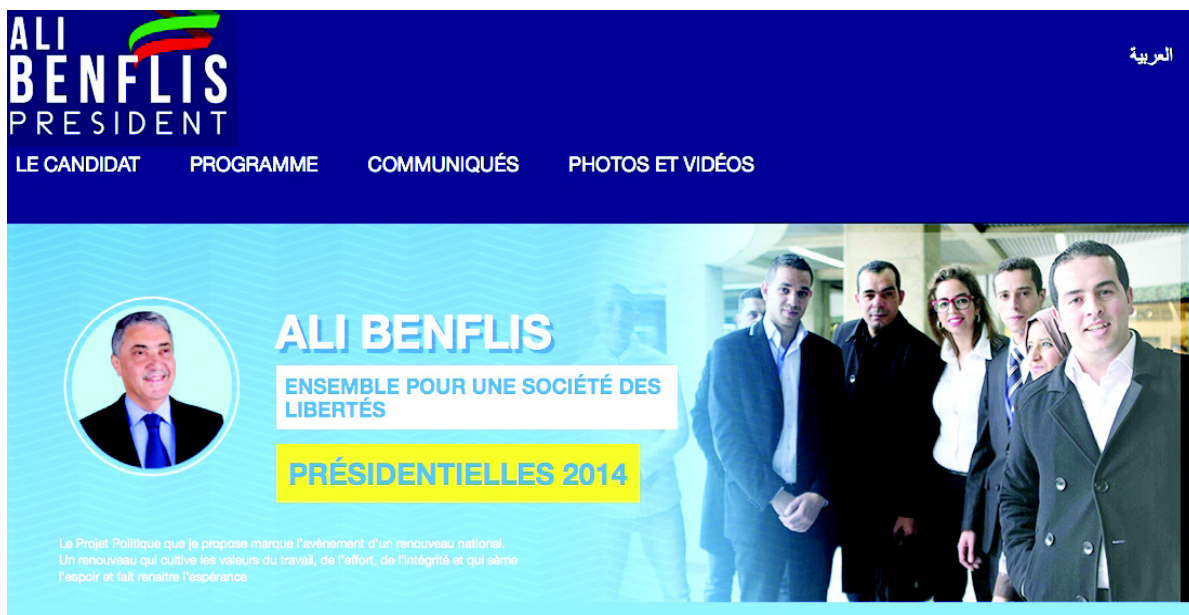 ALI
BENFLIS
PRESIDENT
العربية
LE CANDIDAT PROGRAMME COMMUNIQUÉS PHOTOS ET VIDÉOS
ALI BENFLIS
ENSEMBLE POUR UNE SOCIÉTÉ DES
LIBERTÉS
PRÉSIDENTIELLES 2014
Le Projet Politique que je propose marque l'avènement d'un renouveau national.
Un renouveau qui cultive les valeurs du travail, de l'effort, de l'intégrité et qui sème
l'espoir et fait renaitre l'espérance